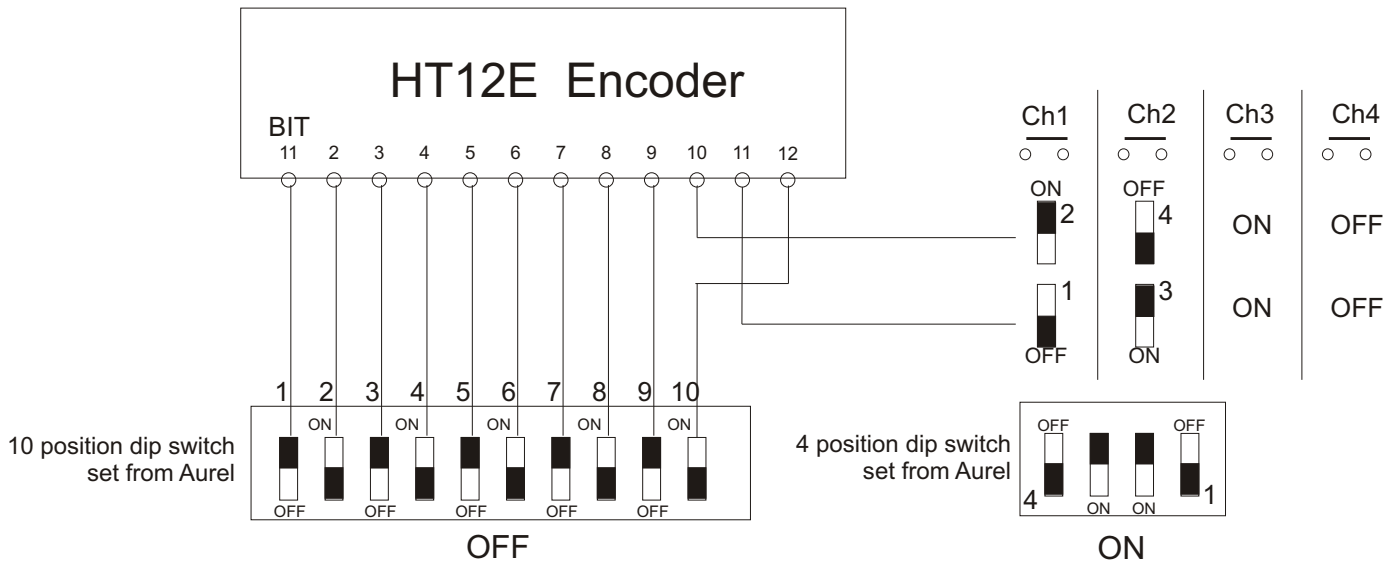 HT12E Encoder
BIT
11 2 3 4 5 6 7 8 9 10 11 12
Ch1 Ch2 Ch3 Ch4
ON OFF
2 4 ON OFF
1 3 ON OFF
OFF ON
1 2 3 4 5 6 7 8 9 10
ON ON ON ON ON
10 position dip switch
set from Aurel
OFF OFF OFF OFF OFF
OFF
OFF OFF
4 position dip switch
set from Aurel
4 1
ON ON
ON